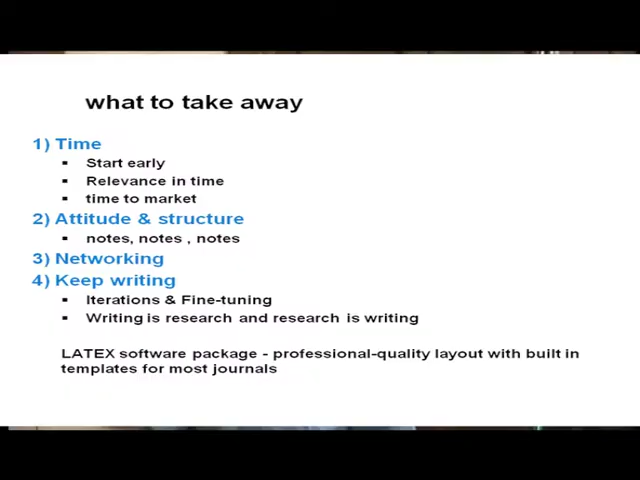 what to take away
1) Time
▪ Start early
▪ Relevance in time
▪ time to market
2) Attitude & structure
▪ notes, notes , notes
3) Networking
4) Keep writing
▪ Iterations & Fine-tuning
▪ Writing is research and research is writing
LATEX software package - professional-quality layout with built in
templates for most journals